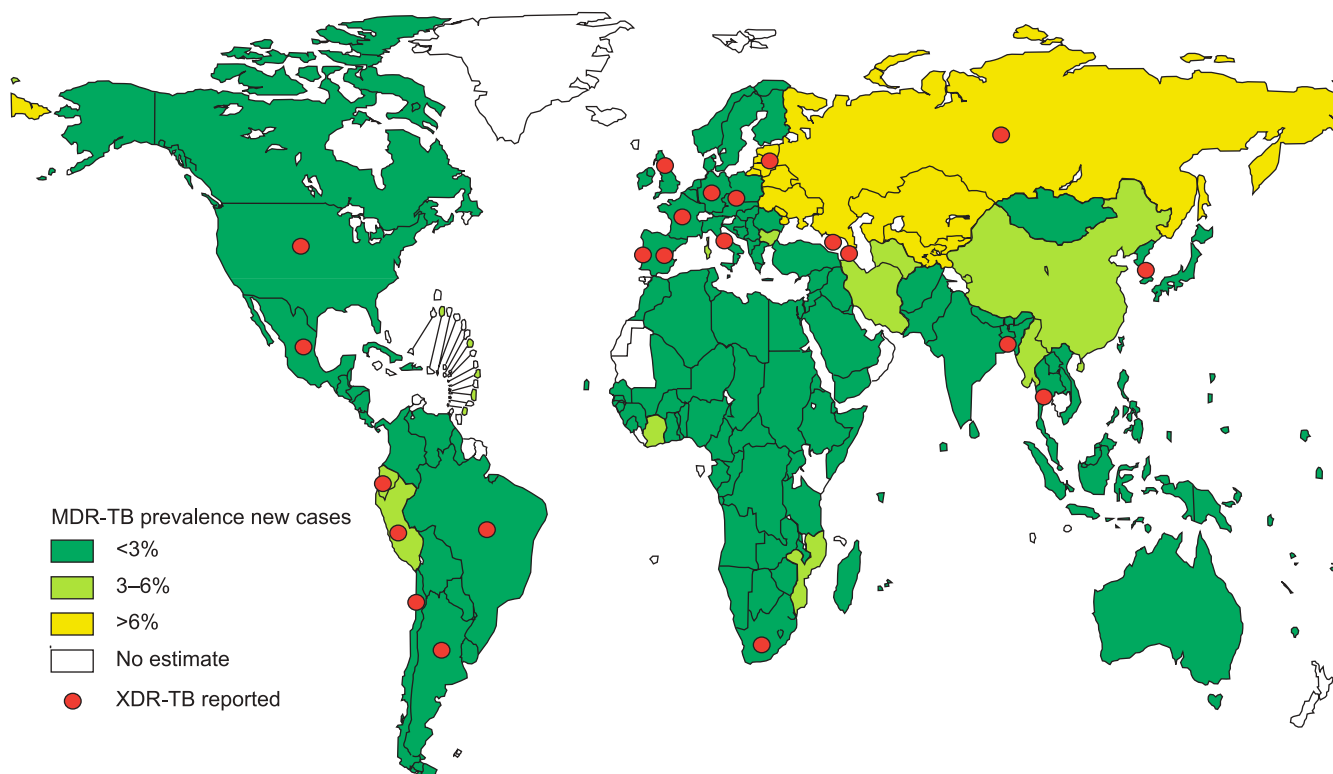 MDR-TB prevalence new cases
<3%
3–6%
>6%
No estimate
XDR-TB reported